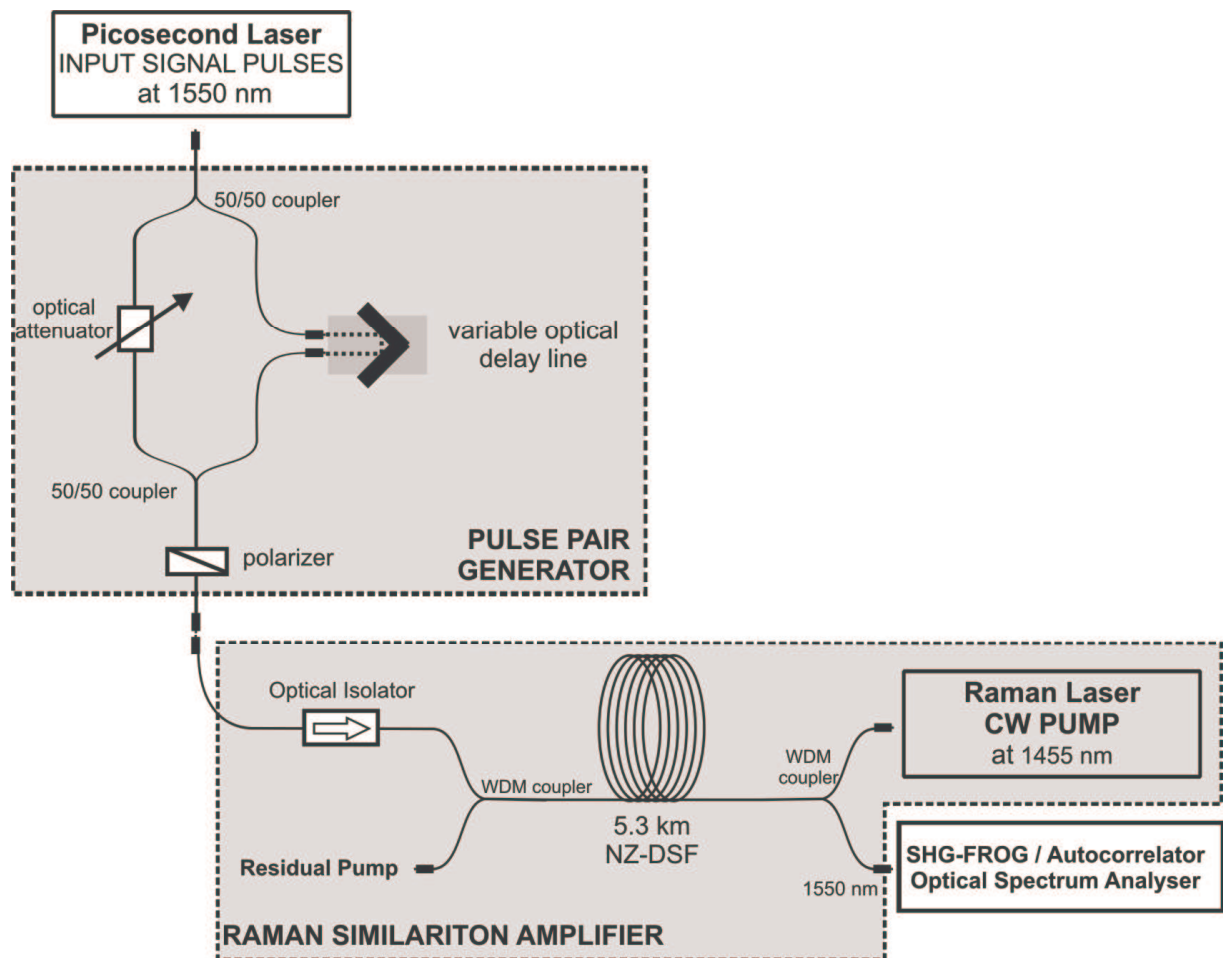 Picosecond Laser
INPUT SIGNAL PULSES
at 1550 nm
50/50 coupler
optical
attenuator
variable optical
delay line
50/50 coupler
polarizer
PULSE PAIR
GENERATOR
Optical Isolator
Raman Laser
CW PUMP
at 1455 nm
WDM
coupler
WDM coupler
5.3 km
NZ-DSF
Residual Pump
1550 nm
SHG-FROG / Autocorrelator
Optical Spectrum Analyser
RAMAN SIMILARITON AMPLIFIER